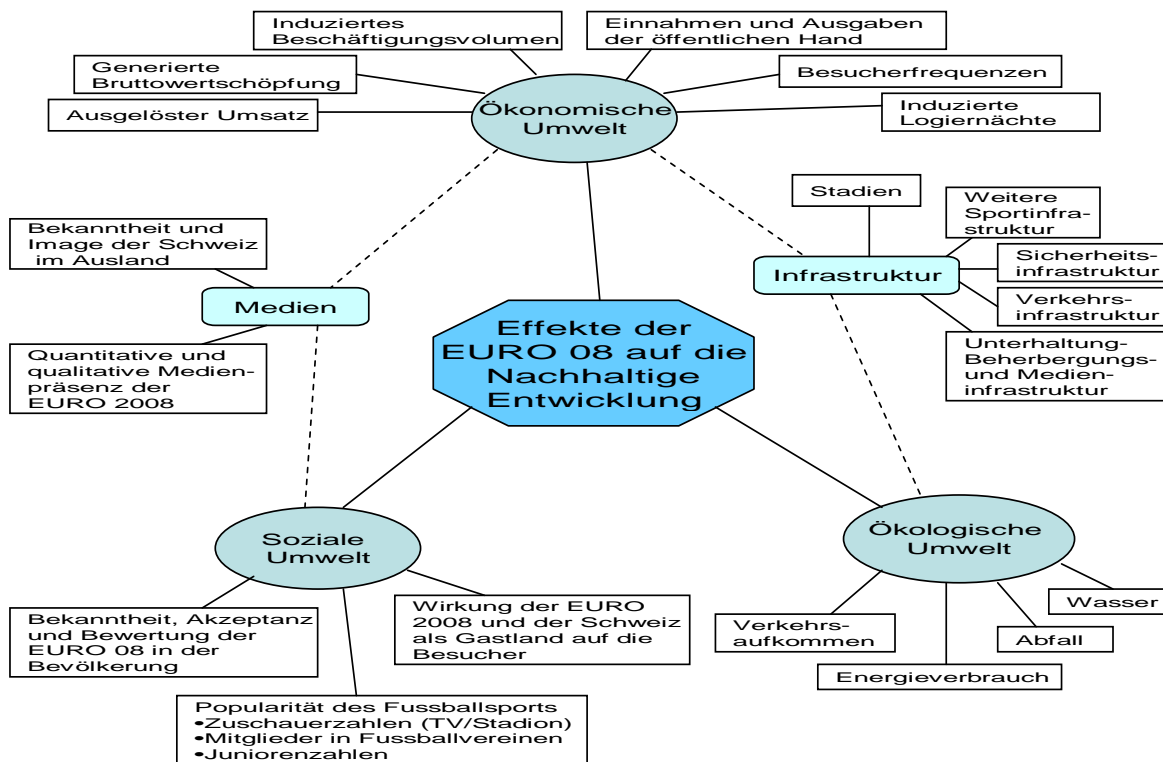 Induziertes
Beschäftigungsvolumen
Einnahmen und Ausgaben
der öffentlichen Hand
Generierte
Bruttowertschöpfung
Besucherfrequenzen
Ausgelöster Umsatz
Induzierte
Logiernächte
Ökonomische
Umwelt
Stadien
Weitere
Sportinfra-
struktur
Bekanntheit und
Image der Schweiz
im Ausland
Sicherheits-
infrastruktur
Infrastruktur
Medien
Verkehrs-
infrastruktur
Effekte der
EURO 08 auf die
Nachhaltige
Entwicklung
Unterhaltung-
Beherbergungs-
und Medien-
infrastruktur
Quantitative und
qualitative Medien-
präsenz der
EURO 2008
Soziale
Umwelt
Ökologische
Umwelt
Bekanntheit, Akzeptanz
und Bewertung der
EURO 08 in der
Bevölkerung
Wirkung der EURO
2008 und der Schweiz
als Gastland auf die
Besucher
Verkehrs-
aufkommen
Wasser
Abfall
Energieverbrauch
Popularität des Fussballsports
•Zuschauerzahlen (TV/Stadion)
•Mitglieder in Fussballvereinen
•Juniorenzahlen